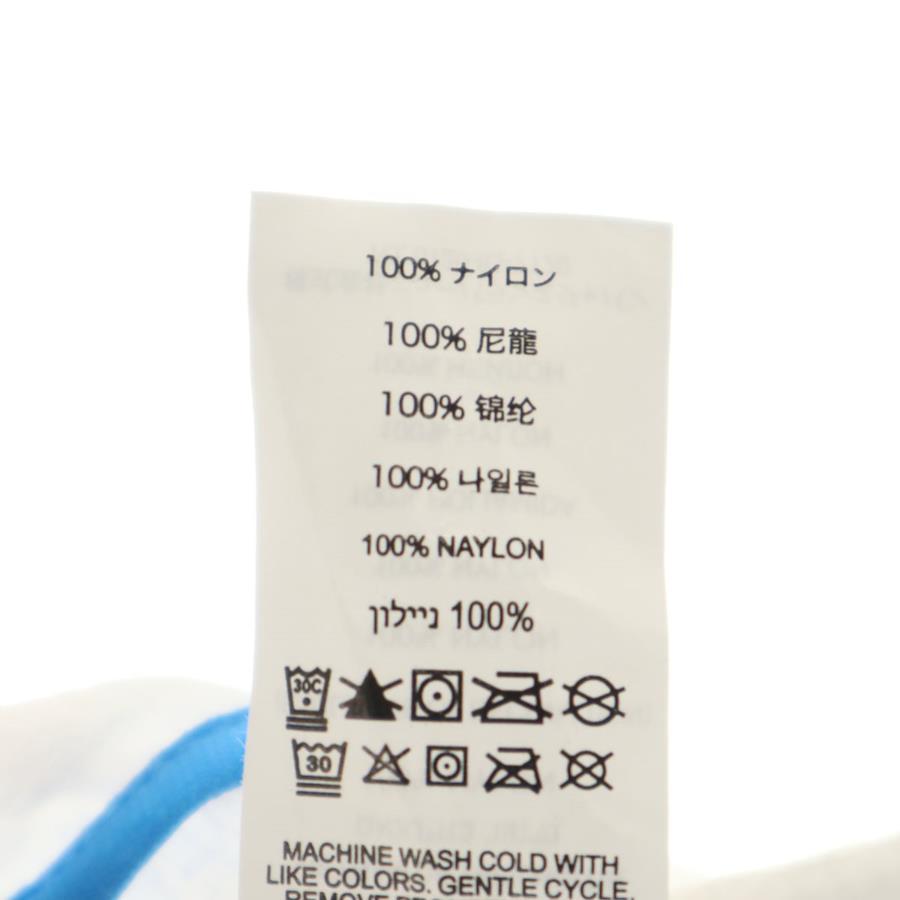 100% ナイロン
100% 尼龍
100% 锦纶
100% 나일론
100% NAYLON
100% ניילון
30C
30
MACHINE WASH COLD WITH
LIKE COLORS. GENTLE CYCLE.
REMOVE